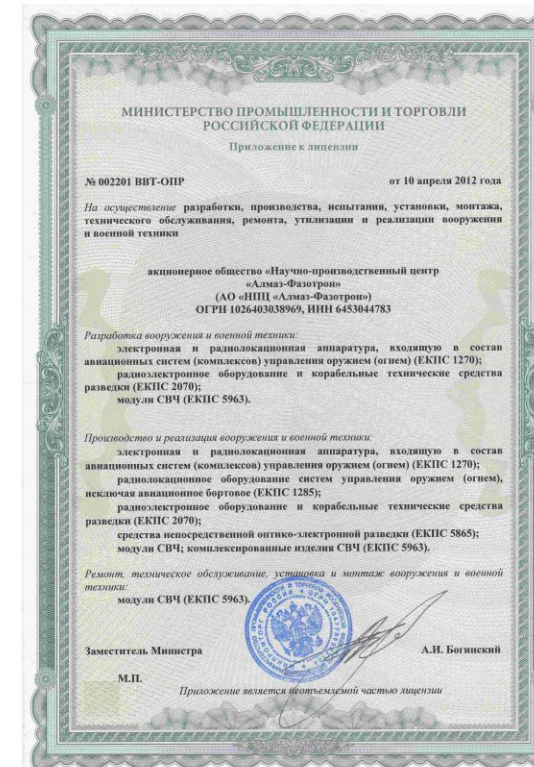 МИНИСТЕРСТВО ПРОМЫШЛЕННОСТИ И ТОРГОВЛИ
РОССИЙСКОЙ ФЕДЕРАЦИИ
Приложение к лицензии
№ 002201 ВВТ-ОПР от 10 апреля 2012 года
На осуществление разработки, производства, испытания, установки, монтажа,
технического обслуживания, ремонта, утилизации и реализации вооружения
и военной техники
акционерное общество «Научно-производственный центр
«Алмаз-Фазотрон»
(АО «НПЦ «Алмаз-Фазотрон»)
ОГРН 1026403038969, ИНН 6453044783
Разработка вооружения и военной техники:
электронная и радиолокационная аппаратура, входящую в состав
авиационных систем (комплексов) управления оружием (огнем) (ЕКПС 1270);
радиоэлектронное оборудование и корабельные технические средства
разведки (ЕКПС 2070);
модули СВЧ (ЕКПС 5963).
Производство и реализация вооружения и военной техники:
электронная и радиолокационная аппаратура, входящую в состав
авиационных систем (комплексов) управления оружием (огнем) (ЕКПС 1270);
радиолокационное оборудование систем управления оружием (огнем),
исключая авиационное бортовое (ЕКПС 1285);
радиоэлектронное оборудование и корабельные технические средства
разведки (ЕКПС 2070);
средства непосредственной оптико-электронной разведки (ЕКПС 5865);
модули СВЧ; комплексированные изделия СВЧ (ЕКПС 5963).
Ремонт, техническое обслуживание, установка и монтаж вооружения и военной
техники:
модули СВЧ (ЕКПС 5963).
Заместитель Министра А.И. Богинский
М.П.
Приложение является неотъемлемой частью лицензии